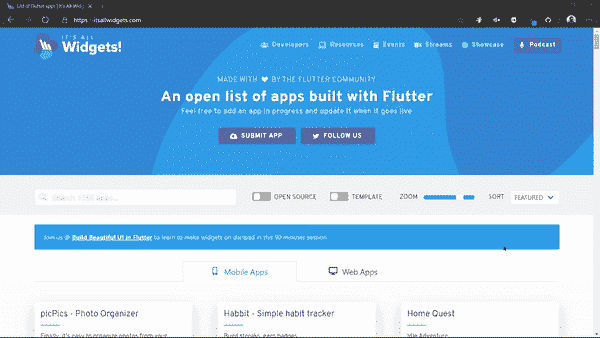 List of Flutter apps | It's All Widg
https://itsallwidgets.com
IT'S ALL
Widgets!
Developers Resources Events Streams Showcase Podcast
MADE WITH ❤ BY THE FLUTTER COMMUNITY
An open list of apps built with Flutter
Feel free to add an app in progress and update it when it goes live
SUBMIT APP FOLLOW US
Search apps...
OPEN SOURCE TEMPLATE ZOOM SORT FEATURED
Join us @ Build Beautiful UI in Flutter to learn to make widgets on dartpad in this 90 minutes session
Mobile Apps Web Apps
picPics - Photo Organizer Habbit - Simple habit tracker Home Quest
Finally, it's easy to organize photos from your Build streaks, earn badges Idle Adventure